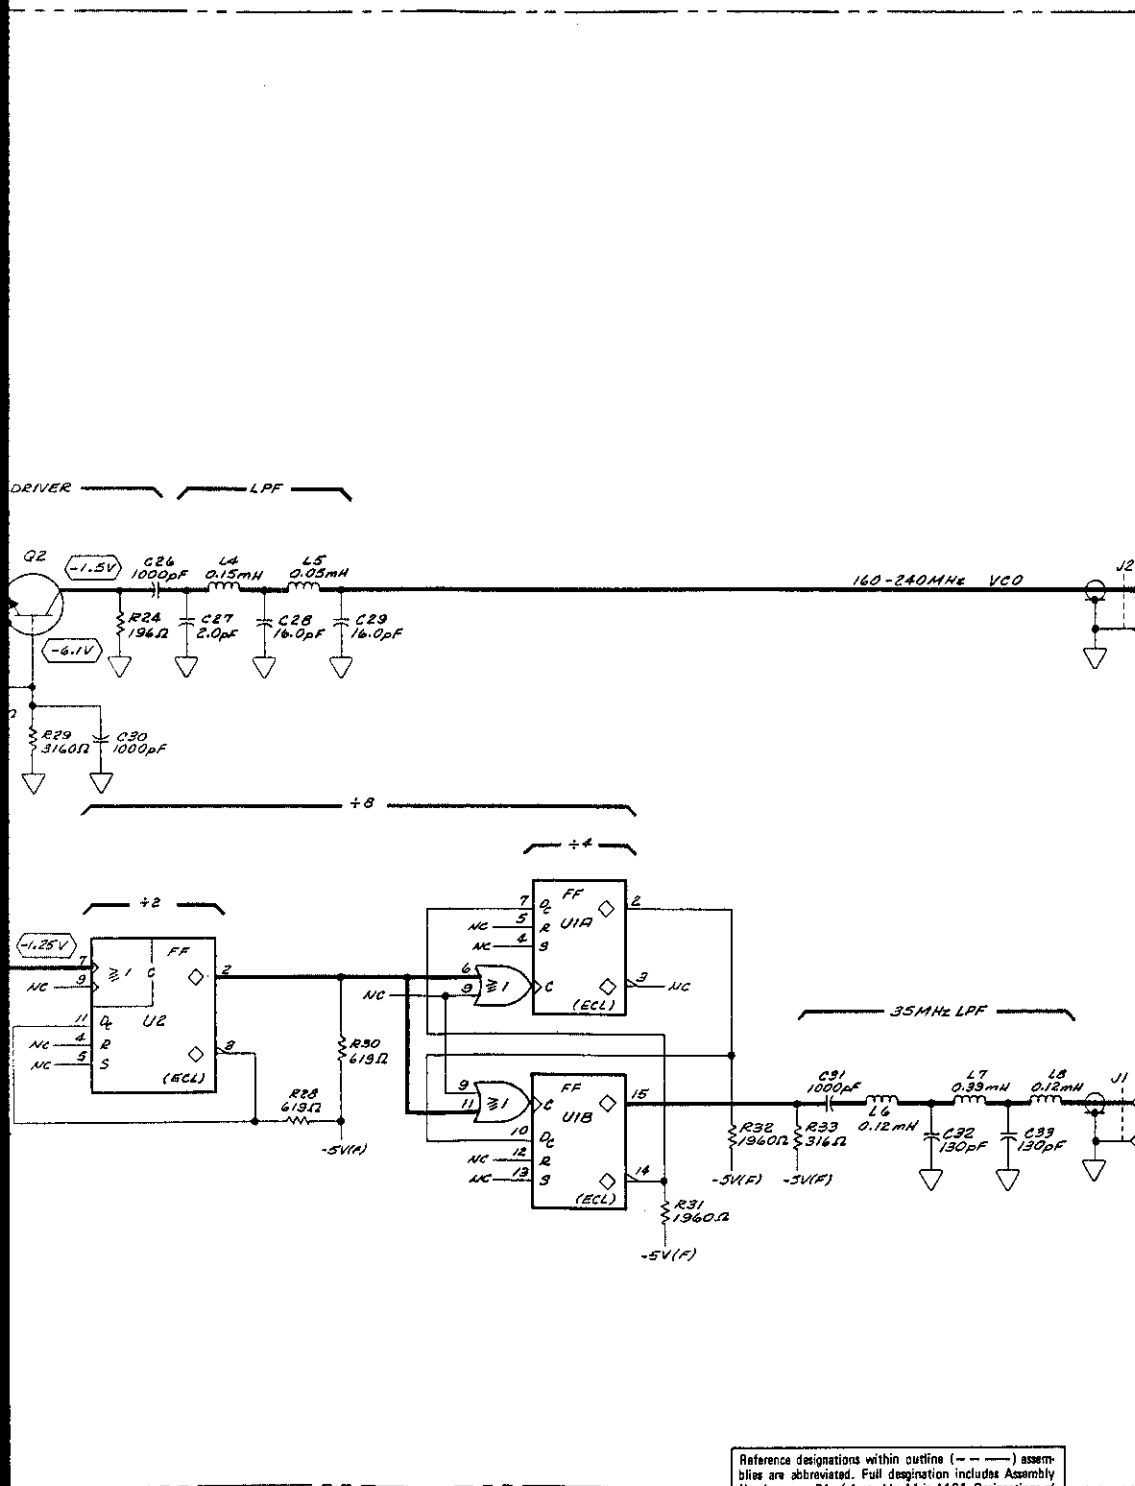 DRIVER
LPF
Q2
-1.5V
C26
1000pF
L4
0.15mH
L5
0.05mH
160-240MHz VCO
J2
R24
196Ω
C27
2.0pF
C28
16.0pF
C29
16.0pF
-6.1V
Ω
R29
3160Ω
C30
1000pF
÷8
÷4
÷2
-1.25V
7
9
NC
≥1
C
FF
2
11
DC
U2
NC
4
R
NC
5
S
3
(ECL)
R28
619Ω
R30
619Ω
-5V(F)
7
DC
FF
2
NC
5
R
U1A
NC
4
S
6
NC
9
≥1
C
3
NC
(ECL)
9
11
≥1
C
FF
U1B
15
10
DC
NC
12
R
NC
13
S
14
(ECL)
R31
1960Ω
-5V(F)
R32
1960Ω
-5V(F)
R33
316Ω
-5V(F)
35MHz LPF
C31
1000pF
L6
0.12mH
L7
0.33mH
L8
0.12mH
J1
C32
130pF
C33
130pF
Reference designations within outline (— — ——) assem-
blies are abbreviated. Full desgination includes Assembly